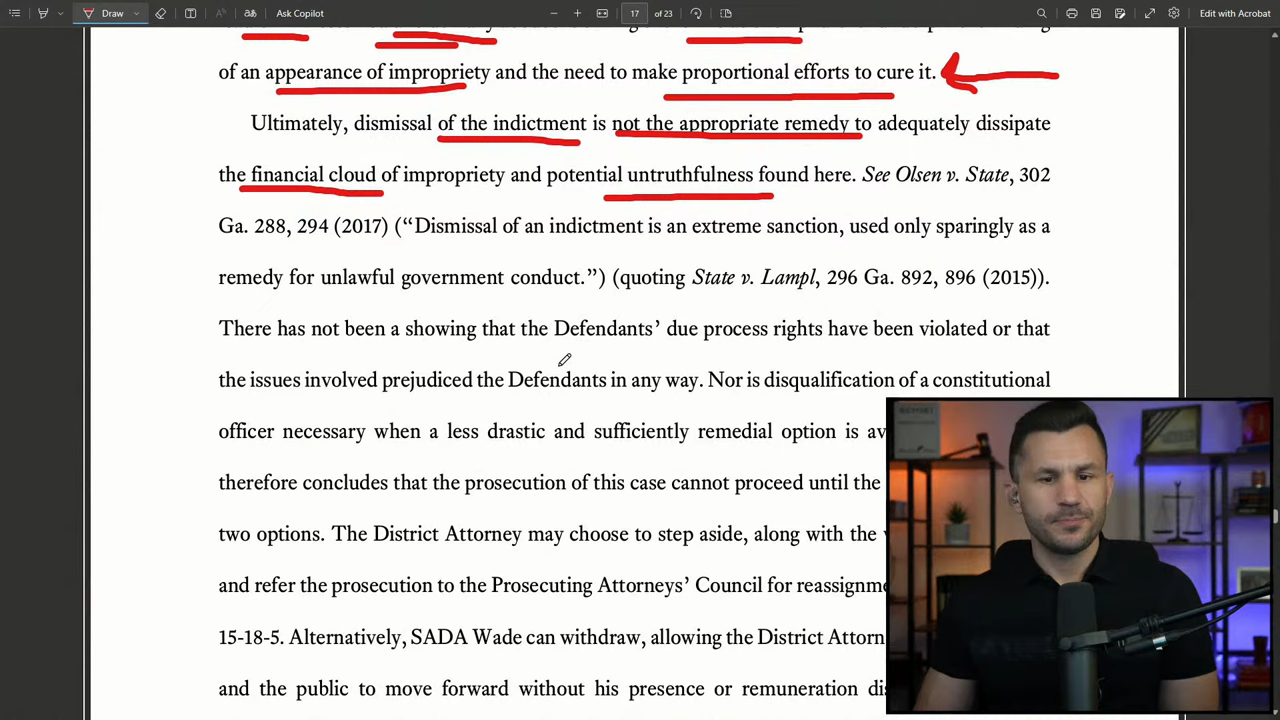 Draw
Ask Copilot
17 of 23
Edit with Acrobat
of an appearance of impropriety and the need to make proportional efforts to cure it.
Ultimately, dismissal of the indictment is not the appropriate remedy to adequately dissipate
the financial cloud of impropriety and potential untruthfulness found here. See Olsen v. State, 302
Ga. 288, 294 (2017) (“Dismissal of an indictment is an extreme sanction, used only sparingly as a
remedy for unlawful government conduct.”) (quoting State v. Lampl, 296 Ga. 892, 896 (2015)).
There has not been a showing that the Defendants’ due process rights have been violated or that
the issues involved prejudiced the Defendants in any way. Nor is disqualification of a constitutional
officer necessary when a less drastic and sufficiently remedial option is av
therefore concludes that the prosecution of this case cannot proceed until the
two options. The District Attorney may choose to step aside, along with the
and refer the prosecution to the Prosecuting Attorneys’ Council for reassignme
15-18-5. Alternatively, SADA Wade can withdraw, allowing the District Attorn
and the public to move forward without his presence or remuneration di